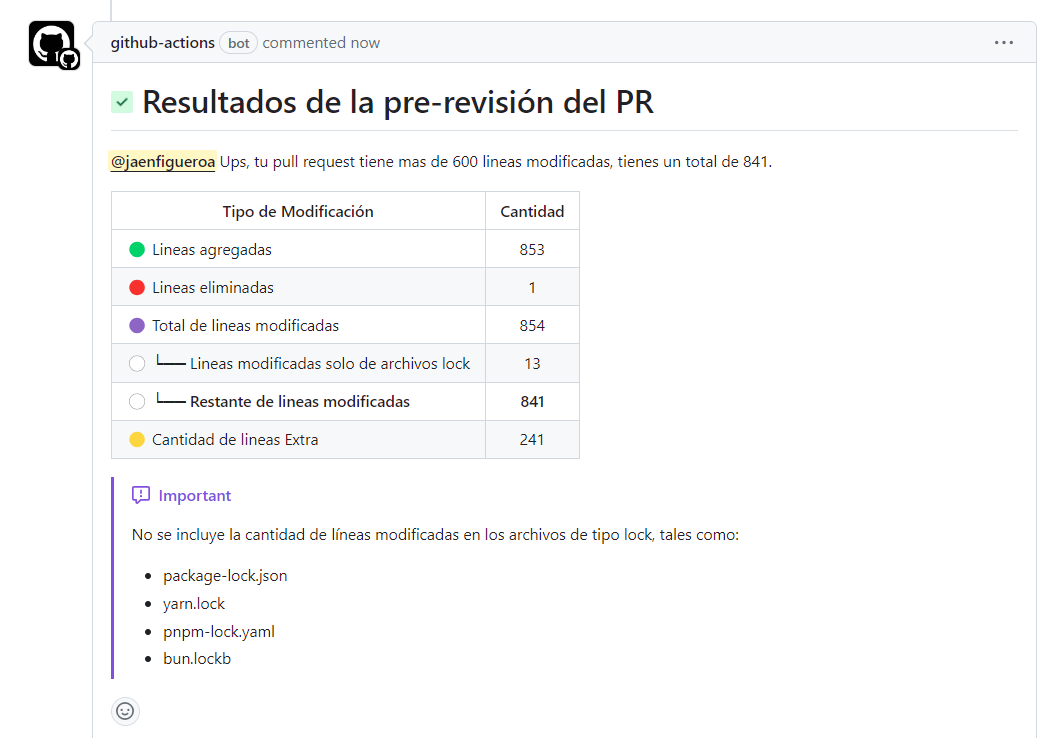 github-actions bot commented now
Resultados de la pre-revisión del PR
@jaenfigueroa Ups, tu pull request tiene mas de 600 lineas modificadas, tienes un total de 841.
Tipo de Modificación Cantidad
Lineas agregadas 853
Lineas eliminadas 1
Total de lineas modificadas 854
└── Lineas modificadas solo de archivos lock 13
└── Restante de lineas modificadas 841
Cantidad de lineas Extra 241
Important
No se incluye la cantidad de líneas modificadas en los archivos de tipo lock, tales como:
• package-lock.json
• yarn.lock
• pnpm-lock.yaml
• bun.lockb